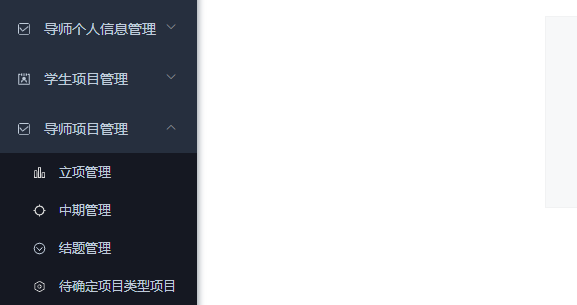 导师个人信息管理
学生项目管理
导师项目管理
立项管理
中期管理
结题管理
待确定项目类型项目